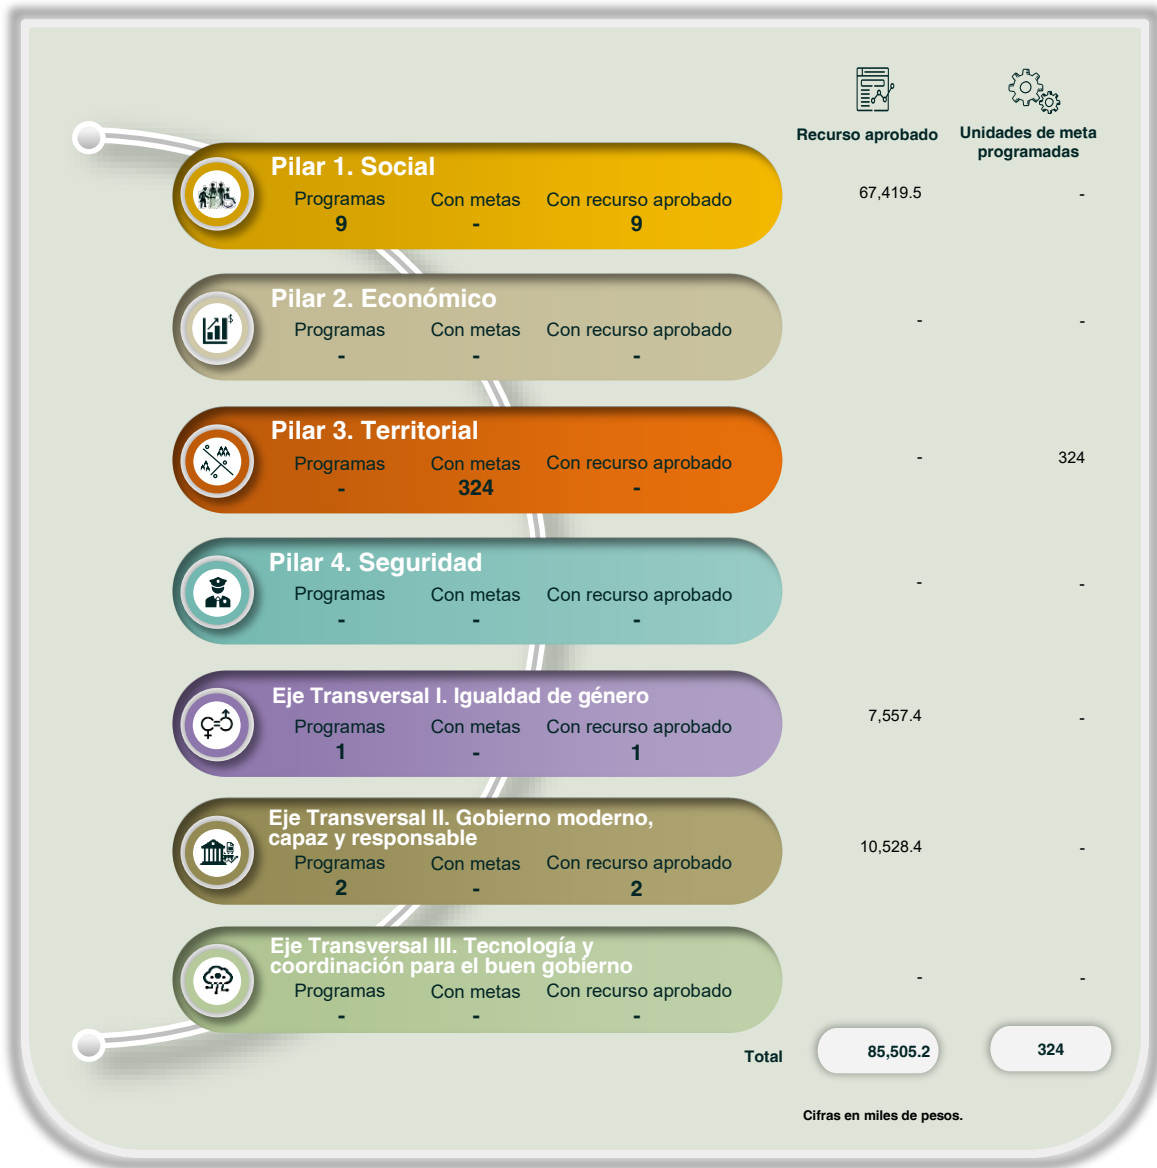 Recurso aprobado
Unidades de meta
programadas
Pilar 1. Social
Programas Con metas Con recurso aprobado
9 - 9
67,419.5 -
Pilar 2. Económico
Programas Con metas Con recurso aprobado
- - -
- -
Pilar 3. Territorial
Programas Con metas Con recurso aprobado
- 324 -
- 324
Pilar 4. Seguridad
Programas Con metas Con recurso aprobado
- - -
- -
Eje Transversal I. Igualdad de género
Programas Con metas Con recurso aprobado
1 - 1
7,557.4 -
Eje Transversal II. Gobierno moderno,
capaz y responsable
Programas Con metas Con recurso aprobado
2 - 2
10,528.4 -
Eje Transversal III. Tecnología y
coordinación para el buen gobierno
Programas Con metas Con recurso aprobado
- - -
- -
Total 85,505.2 324
Cifras en miles de pesos.